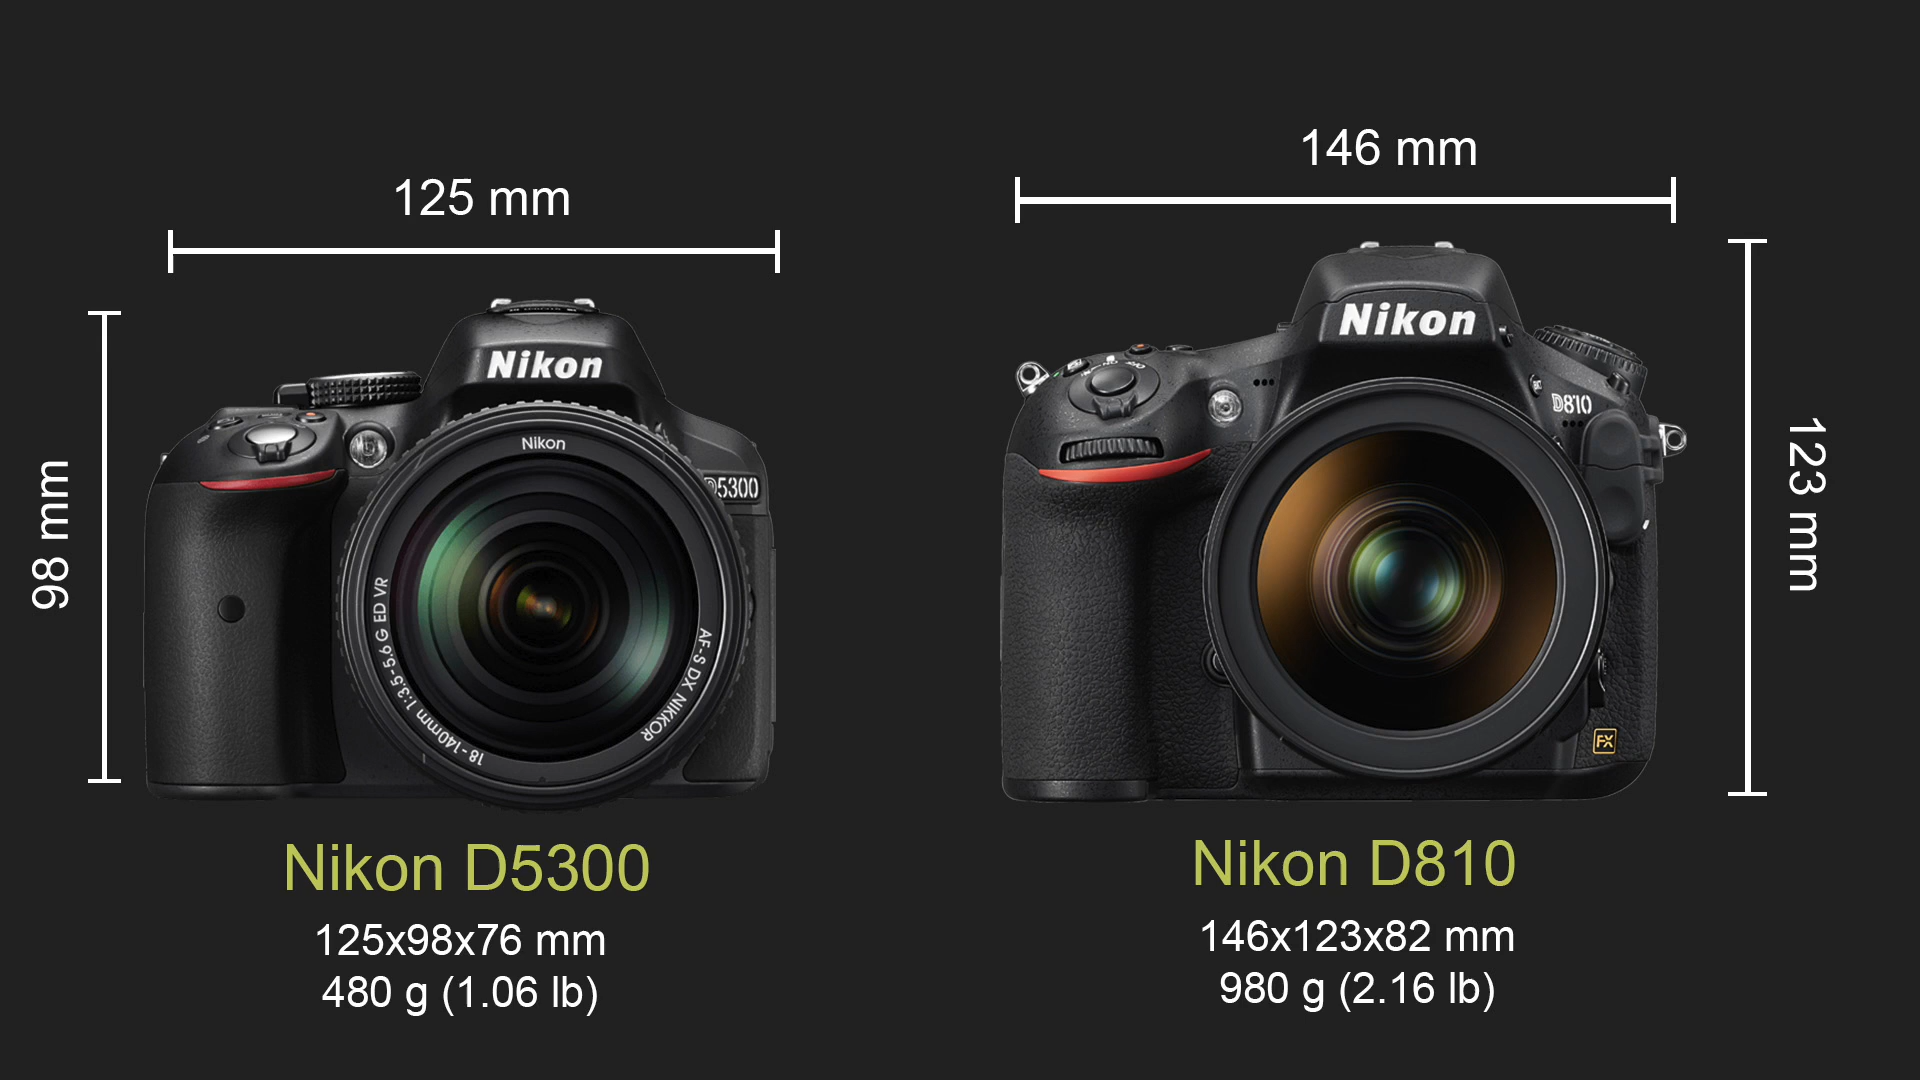 125 mm
98 mm
Nikon
Nikon
D5300
18-140mm 1:3.5-5.6 G ED VR
AF-S DX NIKKOR
Nikon D5300
125x98x76 mm
480 g (1.06 lb)
146 mm
123 mm
Nikon
D810
FX
Nikon D810
146x123x82 mm
980 g (2.16 lb)